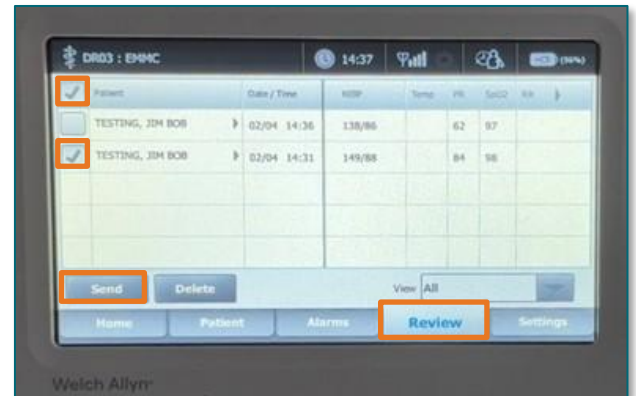 DR03 : EMMC 14:37 (96%)
Patient Date / Time NIBP Temp PR SpO2 RR
TESTING, JIM BOB 02/04 14:36 138/86 62 97
TESTING, JIM BOB 02/04 14:31 149/88 84 98
Send Delete View All
Home Patient Alarms Review Settings
Welch Allyn